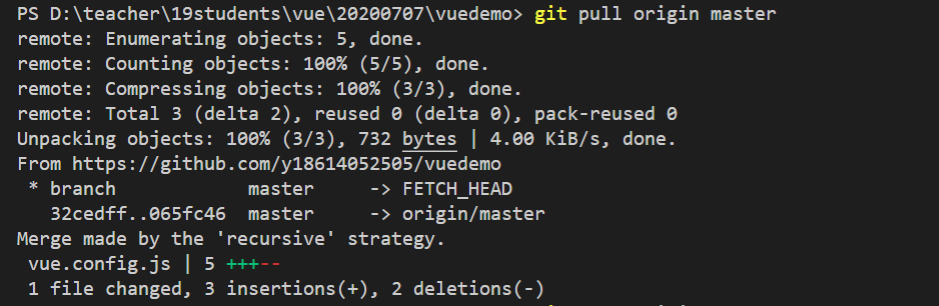 PS D:\teacher\19students\vue\20200707\vuedemo> git pull origin master
remote: Enumerating objects: 5, done.
remote: Counting objects: 100% (5/5), done.
remote: Compressing objects: 100% (3/3), done.
remote: Total 3 (delta 2), reused 0 (delta 0), pack-reused 0
Unpacking objects: 100% (3/3), 732 bytes | 4.00 KiB/s, done.
From https://github.com/y18614052505/vuedemo
 * branch            master     -> FETCH_HEAD
   32cedff..065fc46  master     -> origin/master
Merge made by the 'recursive' strategy.
 vue.config.js | 5 +++--
 1 file changed, 3 insertions(+), 2 deletions(-)